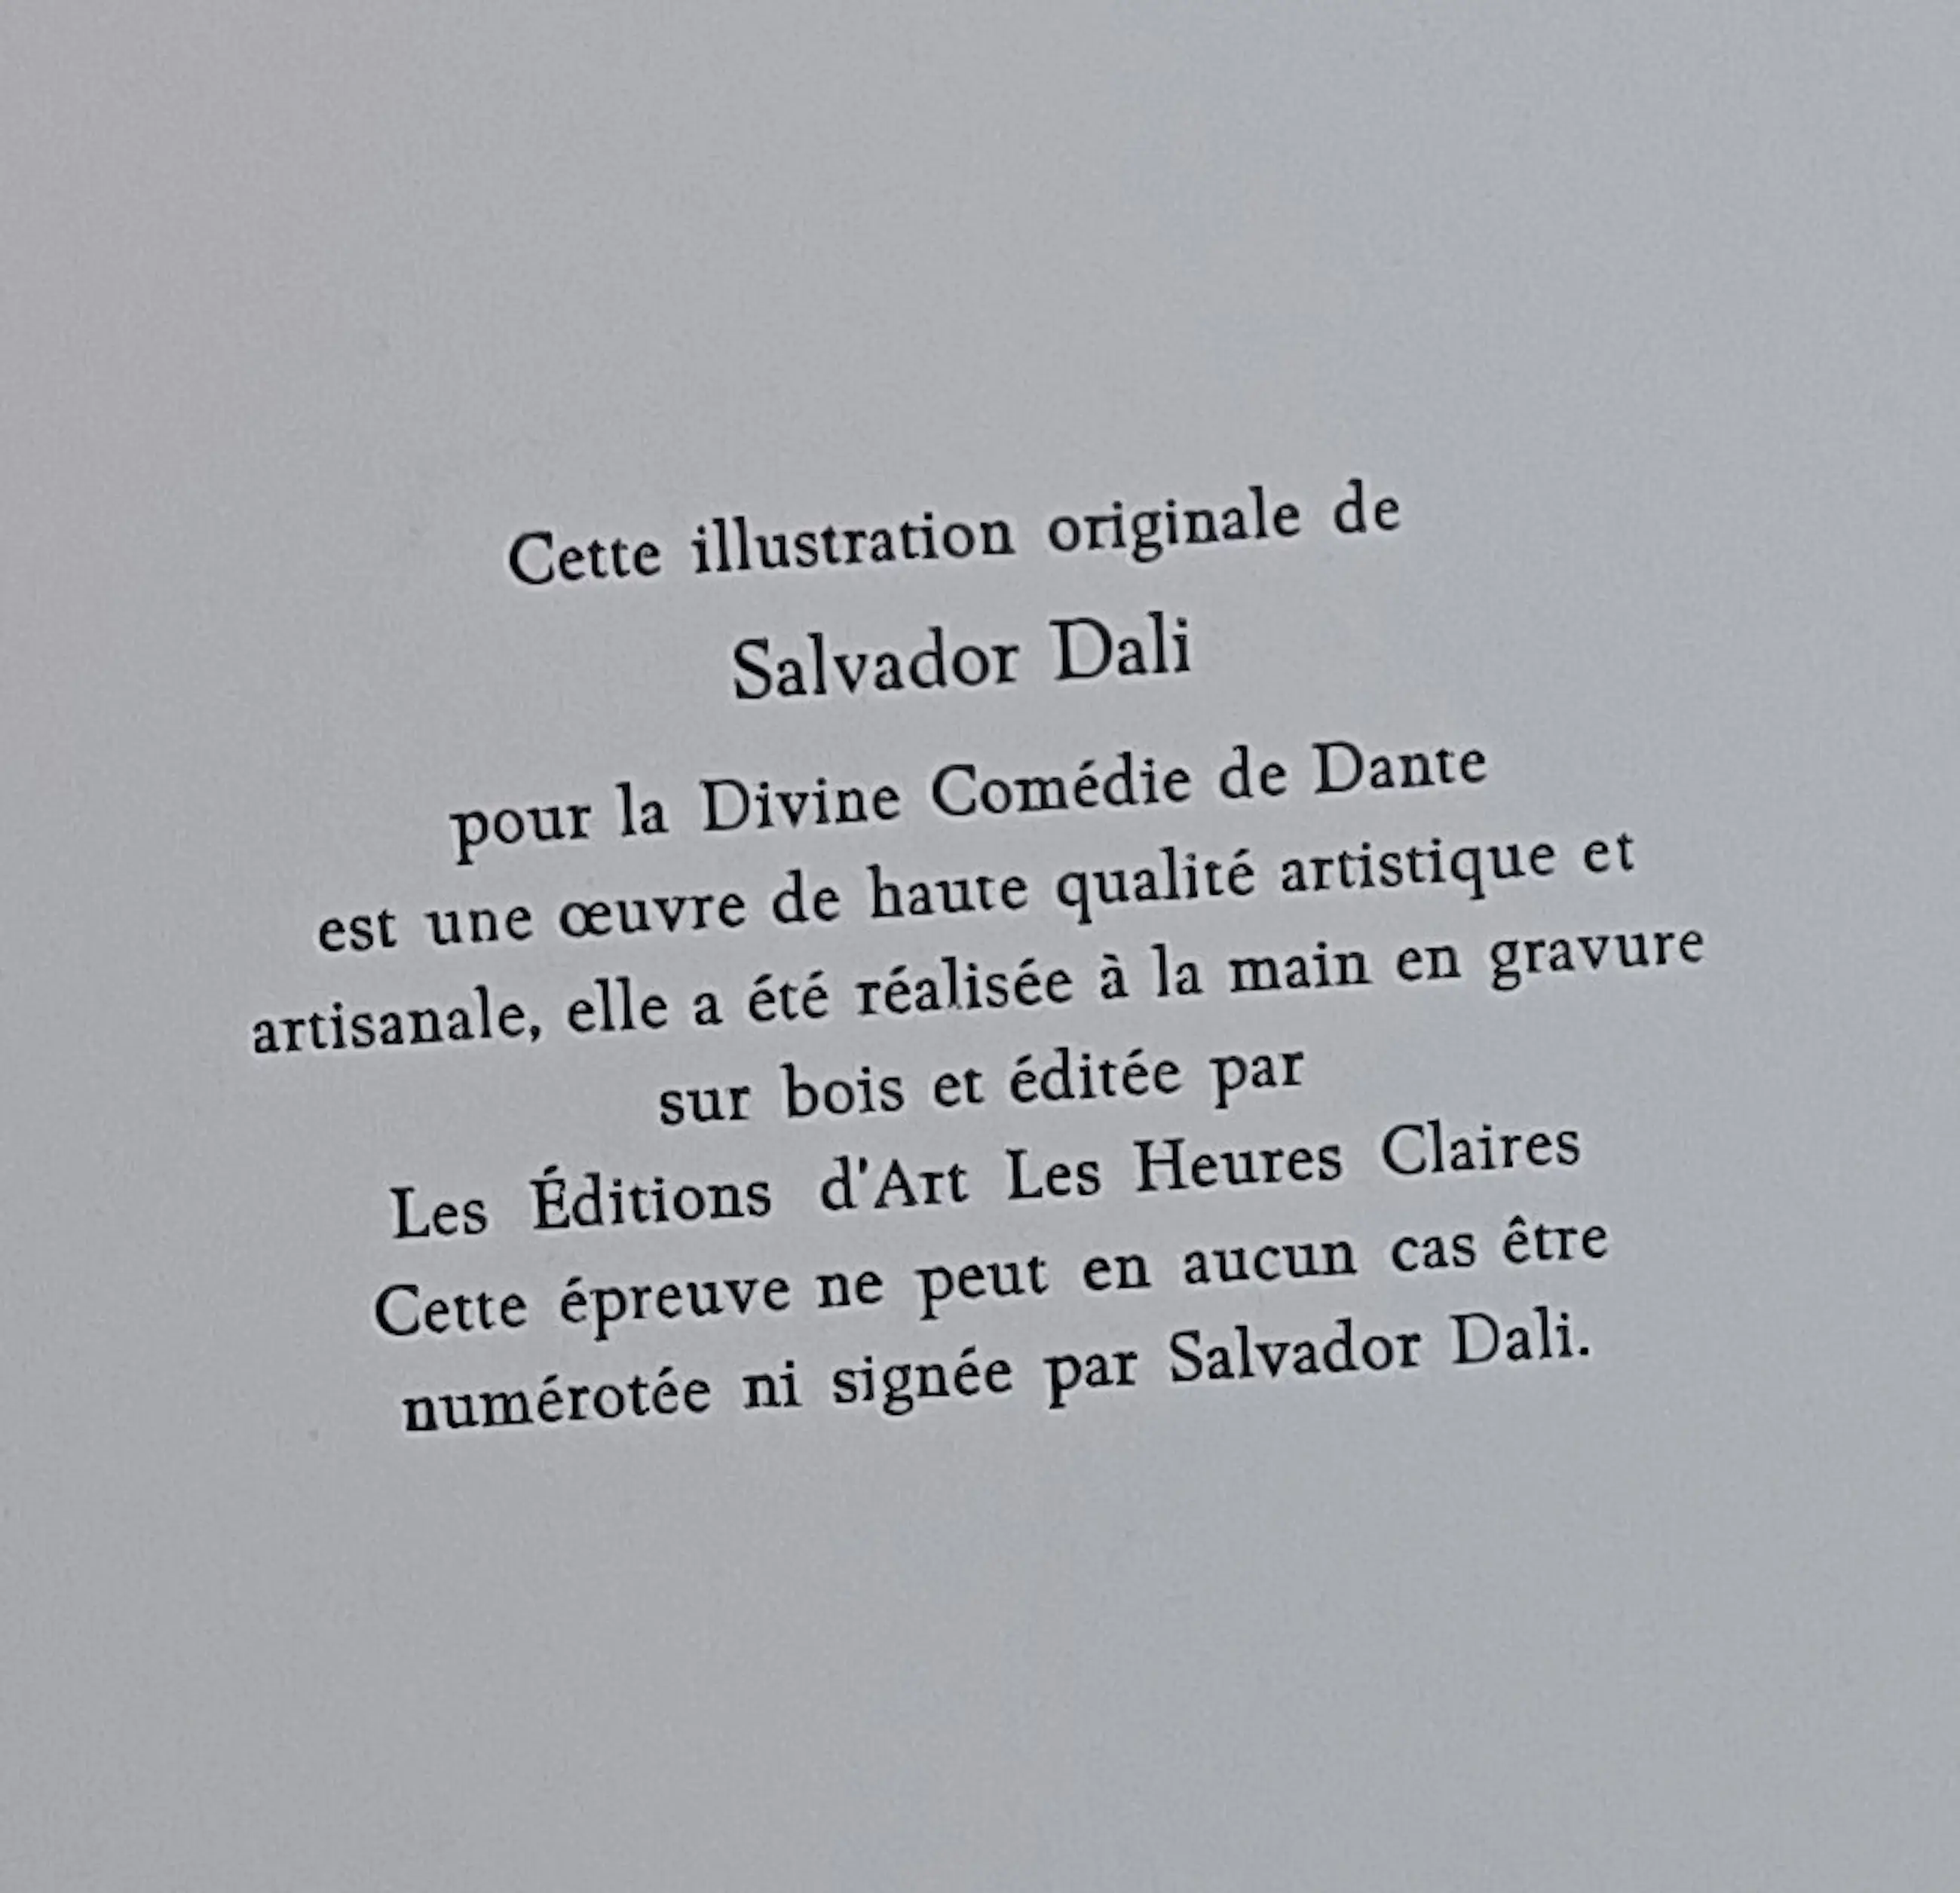 Cette illustration originale de
Salvador Dali
pour la Divine Comédie de Dante
est une œuvre de haute qualité artistique et
artisanale, elle a été réalisée à la main en gravure
sur bois et éditée par
Les Éditions d'Art Les Heures Claires
Cette épreuve ne peut en aucun cas être
numérotée ni signée par Salvador Dali.